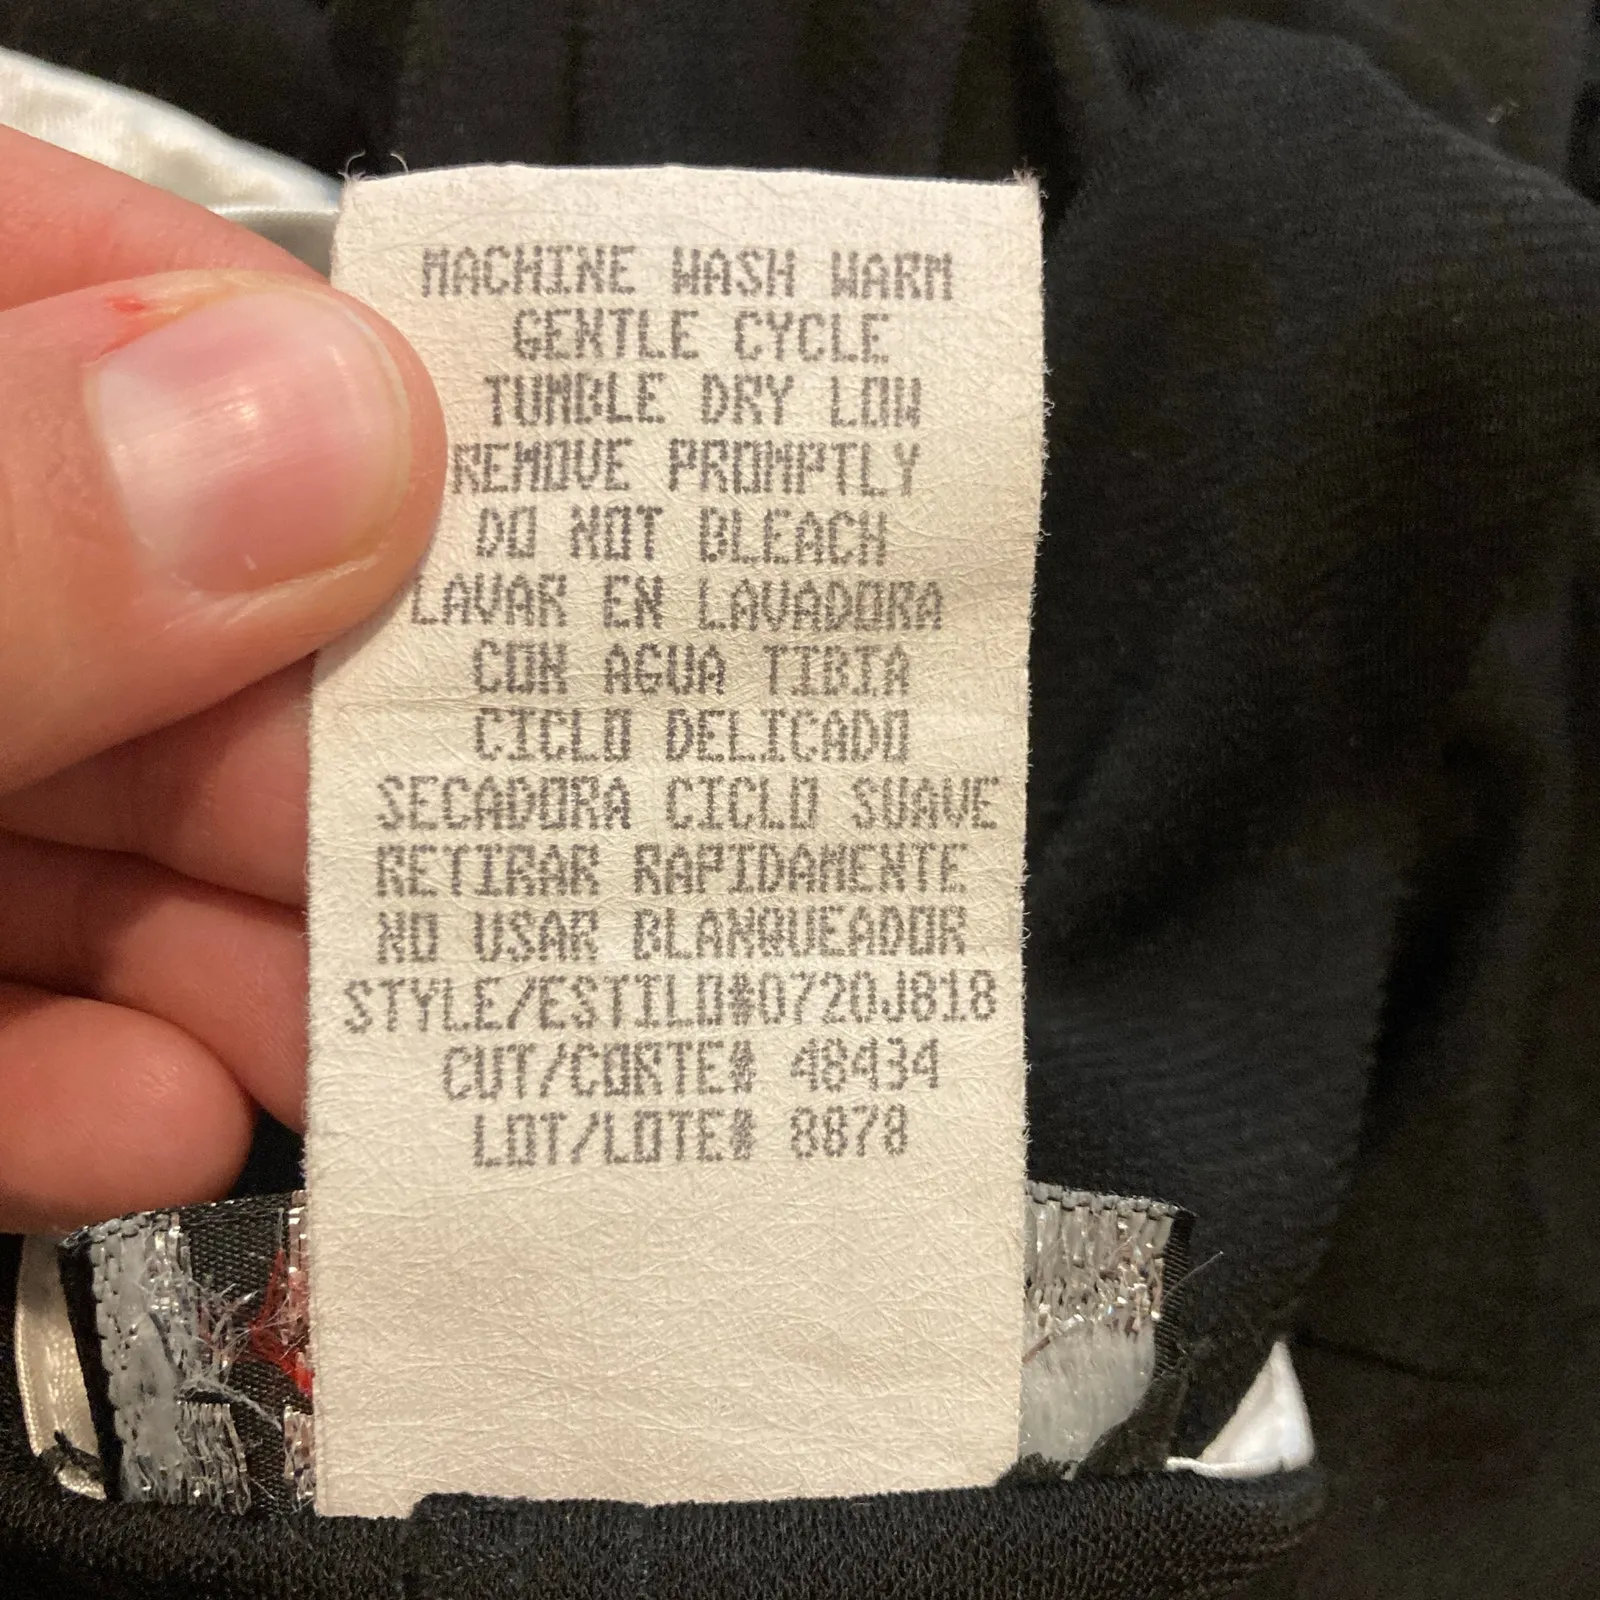 MACHINE WASH WARM
GENTLE CYCLE
TUMBLE DRY LOW
REMOVE PROMPTLY
DO NOT BLEACH
LAVAR EN LAVADORA
CON AGUA TIBIA
CICLO DELICADO
SECADORA CICLO SUAVE
RETIRAR RAPIDAMENTE
NO USAR BLANQUEADOR
STYLE/ESTILO#0720J818
CUT/CORTE# 48434
LOT/LOTE# 8878